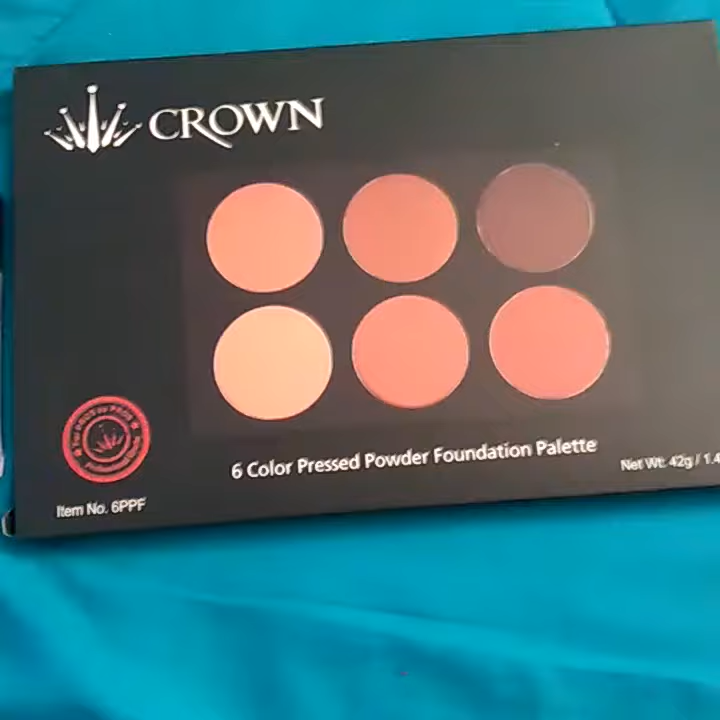 CROWN
6 Color Pressed Powder Foundation Palette
Net Wt: 42g / 1.4
Item No. 6PPF